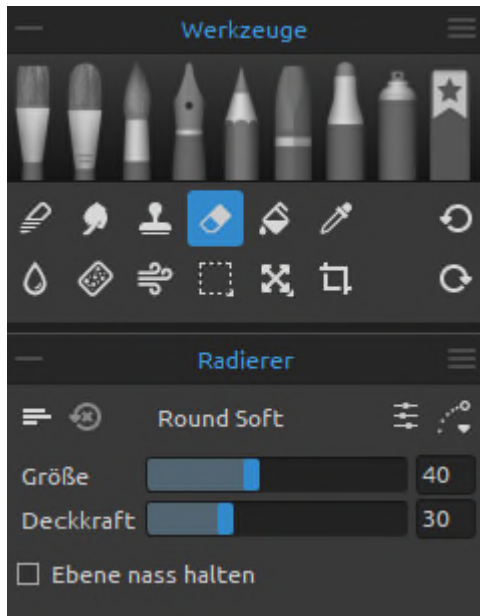 Werkzeuge
Radierer
Round Soft
Größe 40
Deckkraft 30
Ebene nass halten